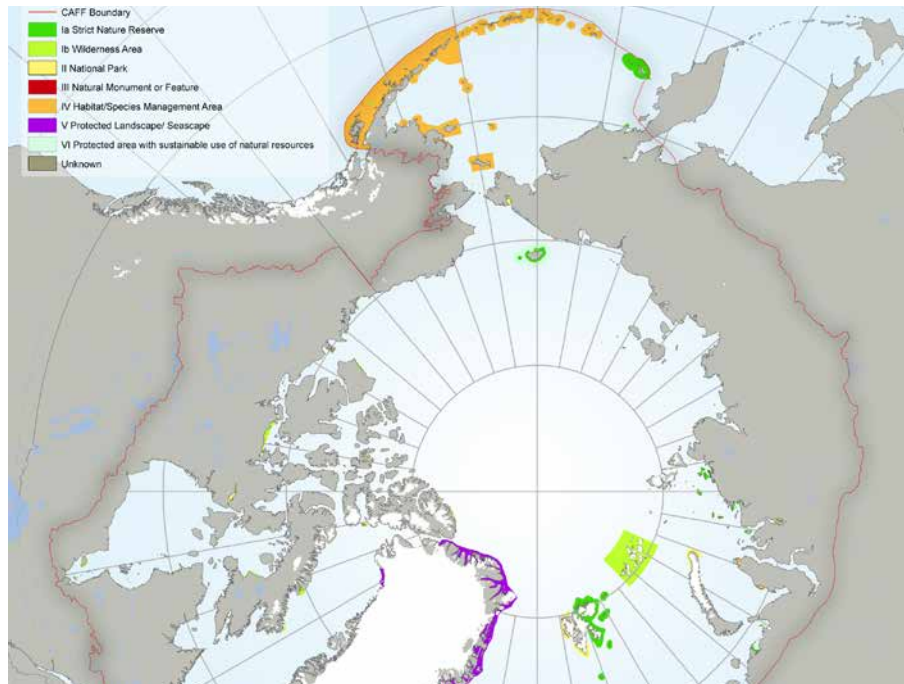 CAFF Boundary
Ia Strict Nature Reserve
Ib Wilderness Area
II National Park
III Natural Monument or Feature
IV Habitat/Species Management Area
V Protected Landscape/ Seascape
VI Protected area with sustainable use of natural resources
Unknown